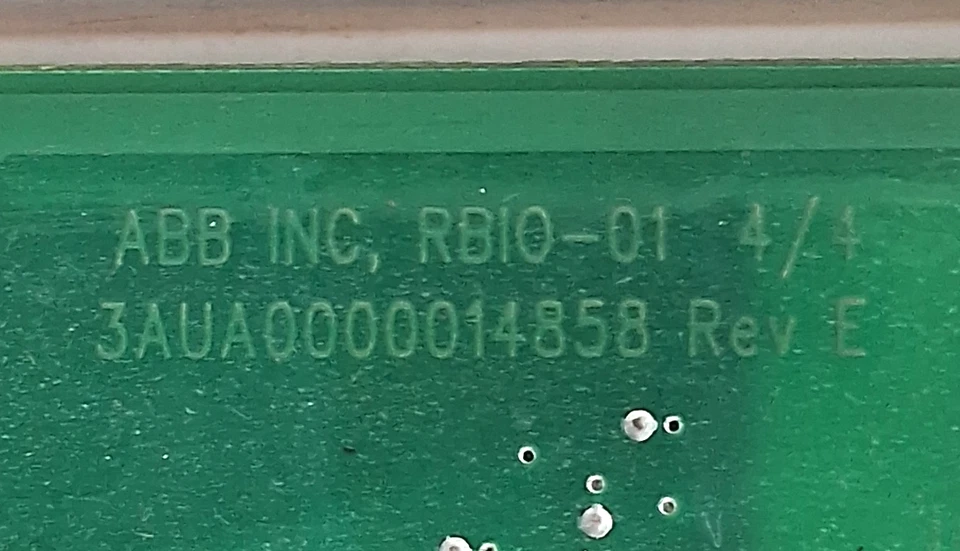 ABB INC, RBIO-01 4/4
3AUA0000014858 Rev E